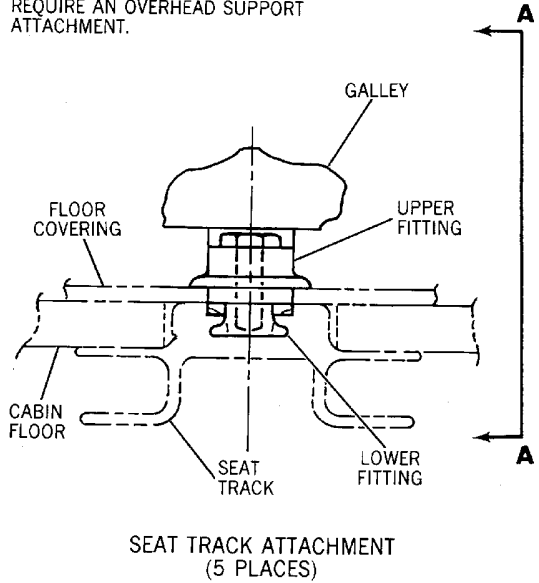 REQUIRE AN OVERHEAD SUPPORT
ATTACHMENT.
A
GALLEY
FLOOR
COVERING
UPPER
FITTING
CABIN
FLOOR
SEAT
TRACK
LOWER
FITTING
A
SEAT TRACK ATTACHMENT
(5 PLACES)